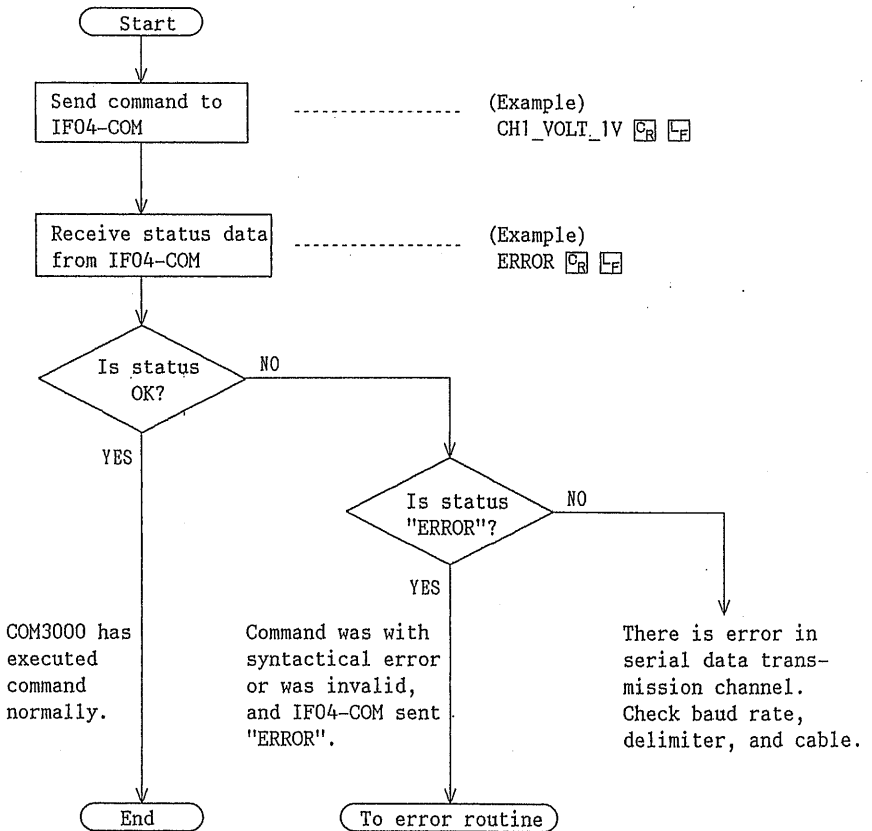 Start
Send command to
IF04-COM
(Example)
CH1_VOLT_1V CR LF
Receive status data
from IF04-COM
(Example)
ERROR CR LF
Is status
OK?
NO
YES
Is status
"ERROR"?
NO
YES
COM3000 has
executed
command
normally.
Command was with
syntactical error
or was invalid,
and IF04-COM sent
"ERROR".
There is error in
serial data trans-
mission channel.
Check baud rate,
delimiter, and cable.
End
To error routine